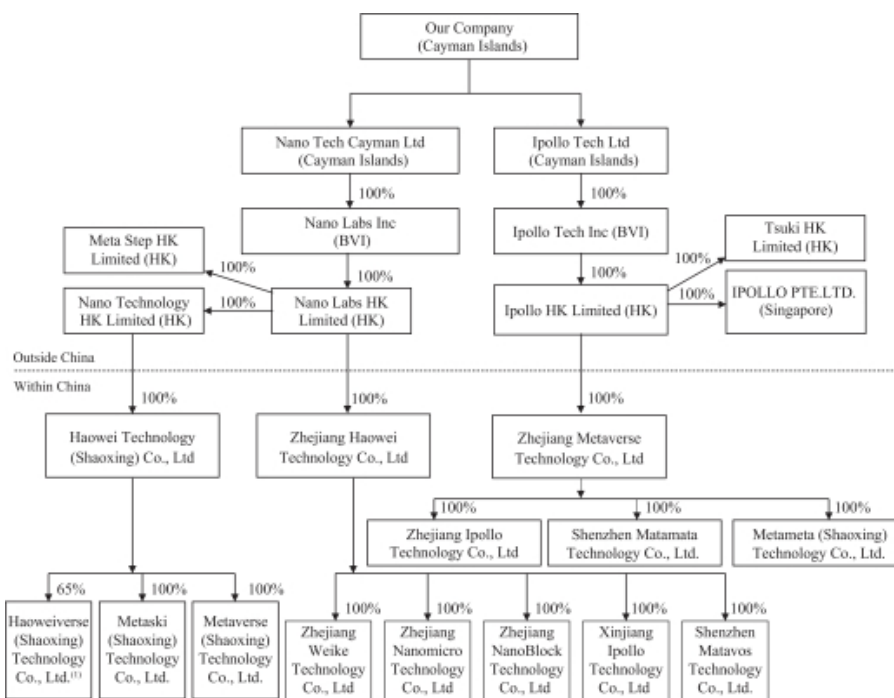 Our Company
(Cayman Islands)
Nano Tech Cayman Ltd
(Cayman Islands)
Ipollo Tech Ltd
(Cayman Islands)
100%
100%
Nano Labs Inc
(BVI)
Ipollo Tech Inc (BVI)
Tsuki HK
Limited (HK)
Meta Step HK
Limited (HK)
100%
100%
100%
100%
Nano Technology
HK Limited (HK)
100%
Nano Labs HK
Limited (HK)
Ipollo HK Limited (HK)
100%
IPOLLO PTE.LTD.
(Singapore)
Outside China
Within China
100%
100%
100%
Haowei Technology
(Shaoxing) Co., Ltd
Zhejiang Haowei
Technology Co., Ltd
Zhejiang Metaverse
Technology Co., Ltd
100%
100%
100%
Zhejiang Ipollo
Technology Co., Ltd
Shenzhen Matamata
Technology Co., Ltd.
Metameta (Shaoxing)
Technology Co., Ltd.
65%
100%
100%
Haoweiverse
(Shaoxing)
Technology
Co., Ltd.(1)
Metaski
(Shaoxing)
Technology
Co., Ltd.
Metaverse
(Shaoxing)
Technology
Co., Ltd.
100%
100%
100%
100%
100%
Zhejiang
Weike
Technology
Co., Ltd
Zhejiang
Nanomicro
Technology
Co., Ltd
Zhejiang
NanoBlock
Technology
Co., Ltd
Xinjiang
Ipollo
Technology
Co., Ltd
Shenzhen
Matavos
Technology
Co., Ltd.